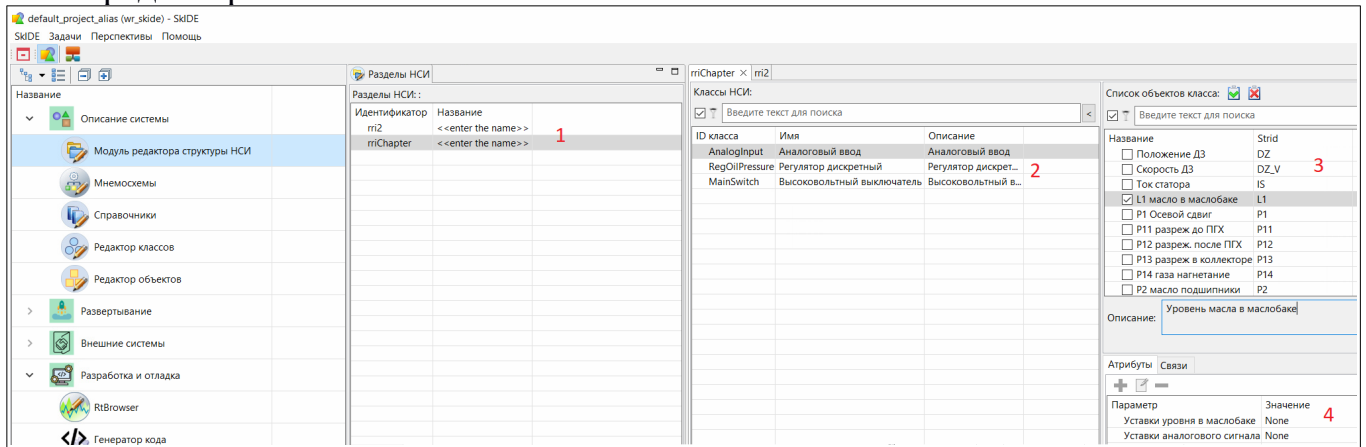 default_project_alias (wr_skide) - SkIDE
SkIDE Задачи Перспективы Помощь
Название
Описание системы
Модуль редактора структуры НСИ
Мнемосхемы
Справочники
Редактор классов
Редактор объектов
Развертывание
Внешние системы
Разработка и отладка
RtBrowser
Генератор кода
Разделы НСИ
Разделы НСИ: :
Идентификатор Название
rri2 <<enter the name>>
rriChapter <<enter the name>>
1
rriChapter rri2
Классы НСИ:
Введите текст для поиска <
ID класса Имя Описание
AnalogInput Аналоговый ввод Аналоговый ввод
RegOilPressure Регулятор дискретный Регулятор дискрет...
MainSwitch Высоковольтный выключатель Высоковольтный в...
2
Список объектов класса:
Введите текст для поиска
Название Strid
Положение ДЗ DZ
Скорость ДЗ DZ_V
3
Ток статора IS
L1 масло в маслобаке L1
P1 Осевой сдвиг P1
P11 разреж до ПГХ P11
P12 разреж. после ПГХ P12
P13 разреж в коллекторе P13
P14 газа нагнетание P14
P2 масло подшипники P2
Описание: Уровень масла в маслобаке
Атрибуты Связи
Параметр Значение
Уставки уровня в маслобаке None
4
Уставки аналогового сигнала None